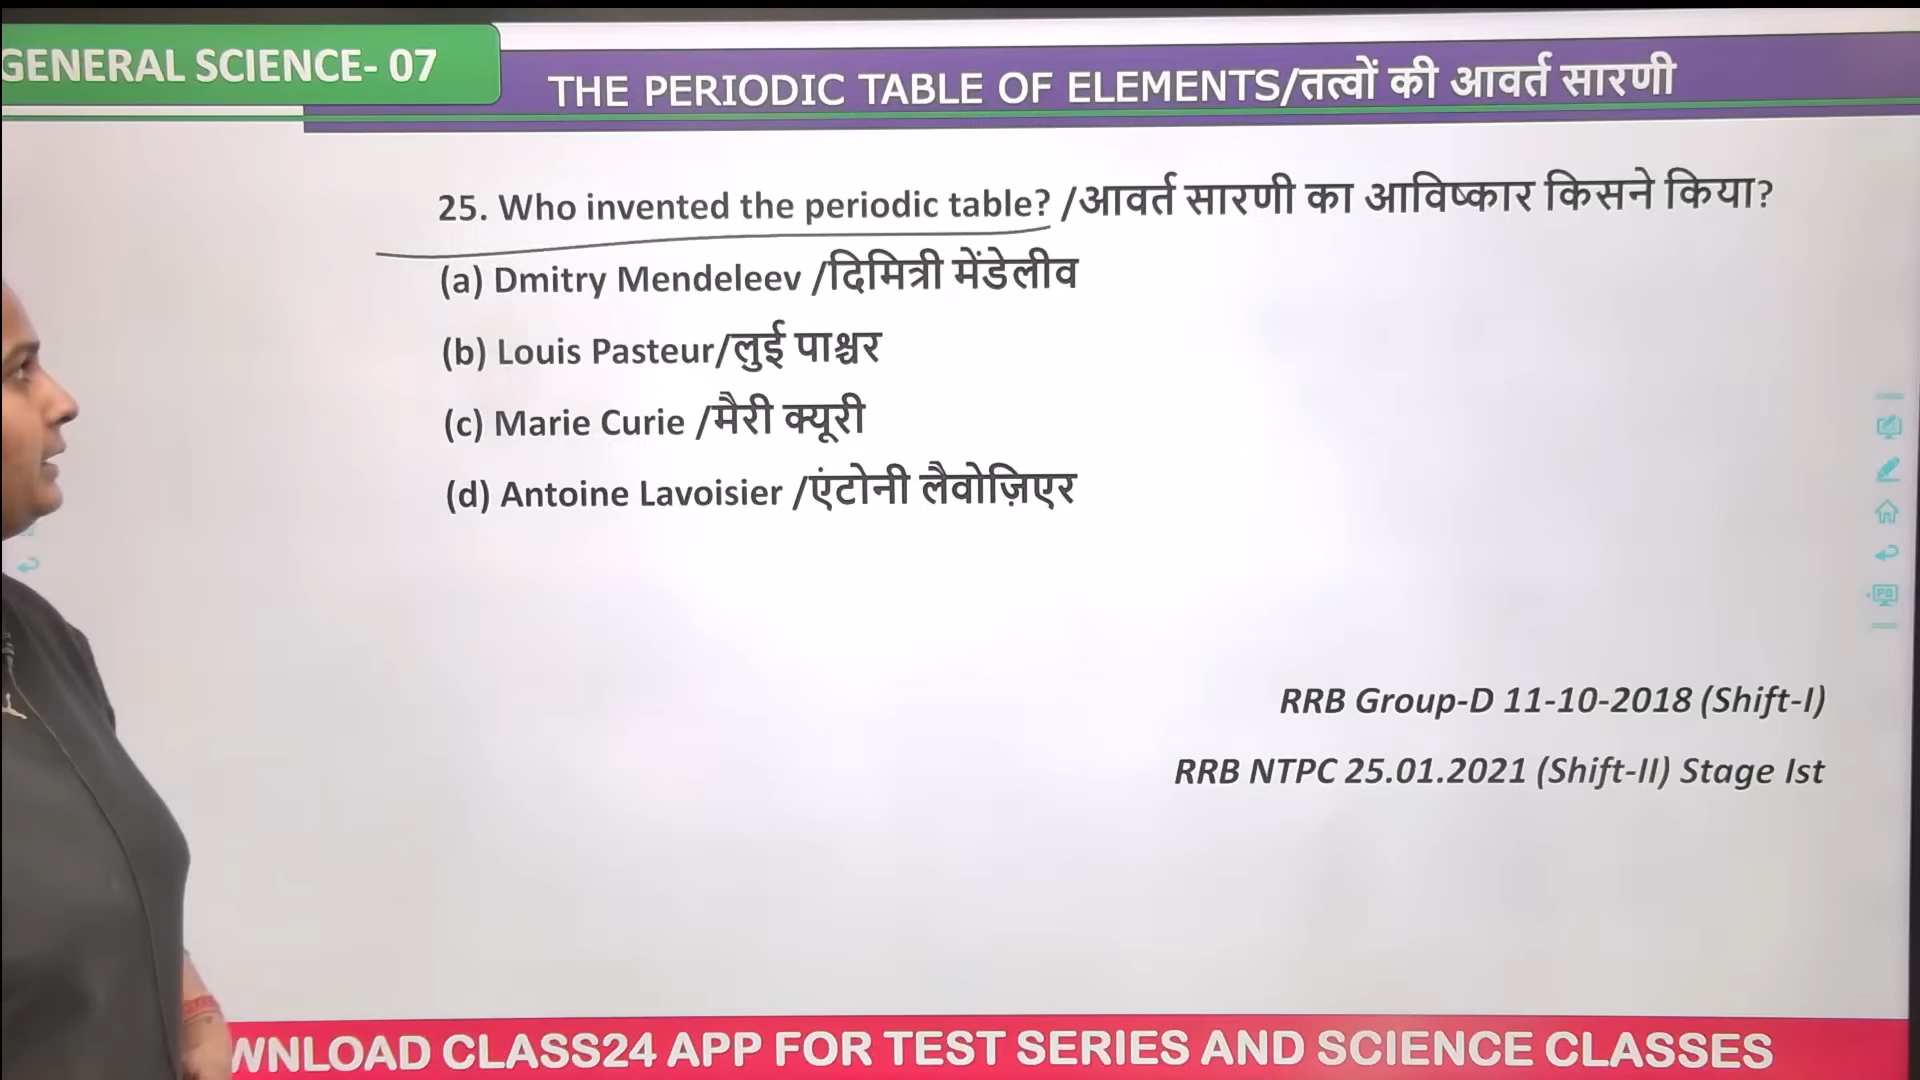 GENERAL SCIENCE- 07
THE PERIODIC TABLE OF ELEMENTS/तत्वों की आवर्त सारणी
25. Who invented the periodic table? /आवर्त सारणी का आविष्कार किसने किया?
(a) Dmitry Mendeleev /दिमित्री मेंडेलीव
(b) Louis Pasteur/लुई पाश्चर
(c) Marie Curie /मैरी क्यूरी
(d) Antoine Lavoisier /एंटोनी लैवोज़िएर
RRB Group-D 11-10-2018 (Shift-I)
RRB NTPC 25.01.2021 (Shift-II) Stage Ist
WNLOAD CLASS24 APP FOR TEST SERIES AND SCIENCE CLASSES